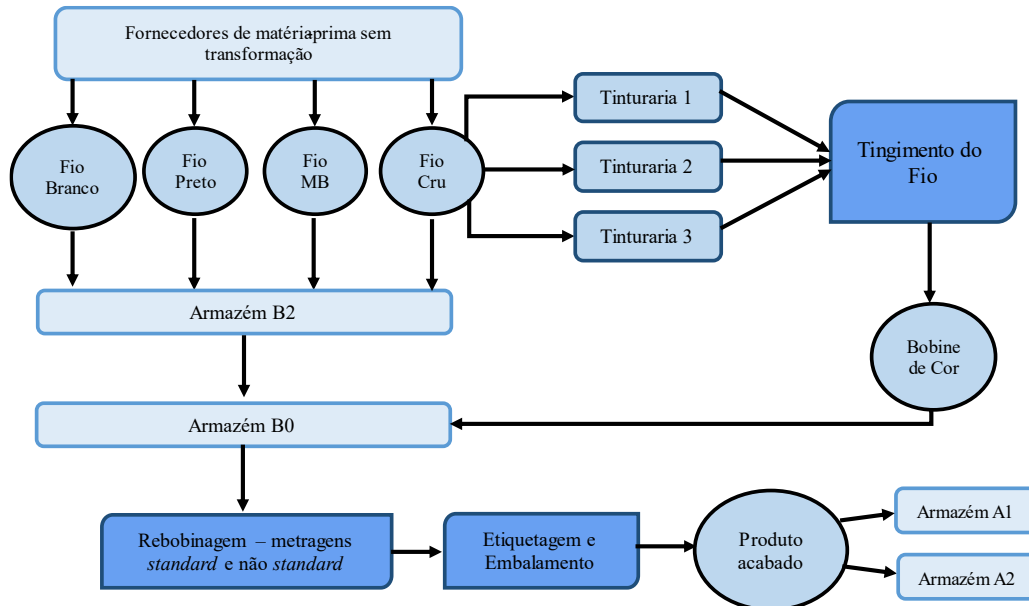 Fornecedores de matériaprima sem
transformação
Tinturaria 1
Fio
Branco
Fio
Preto
Fio
MB
Fio
Cru
Tinturaria 2
Tingimento do
Fio
Tinturaria 3
Armazém B2
Bobine
de Cor
Armazém B0
Rebobinagem – metragens
standard e não standard
Etiquetagem e
Embalamento
Produto
acabado
Armazém A1
Armazém A2